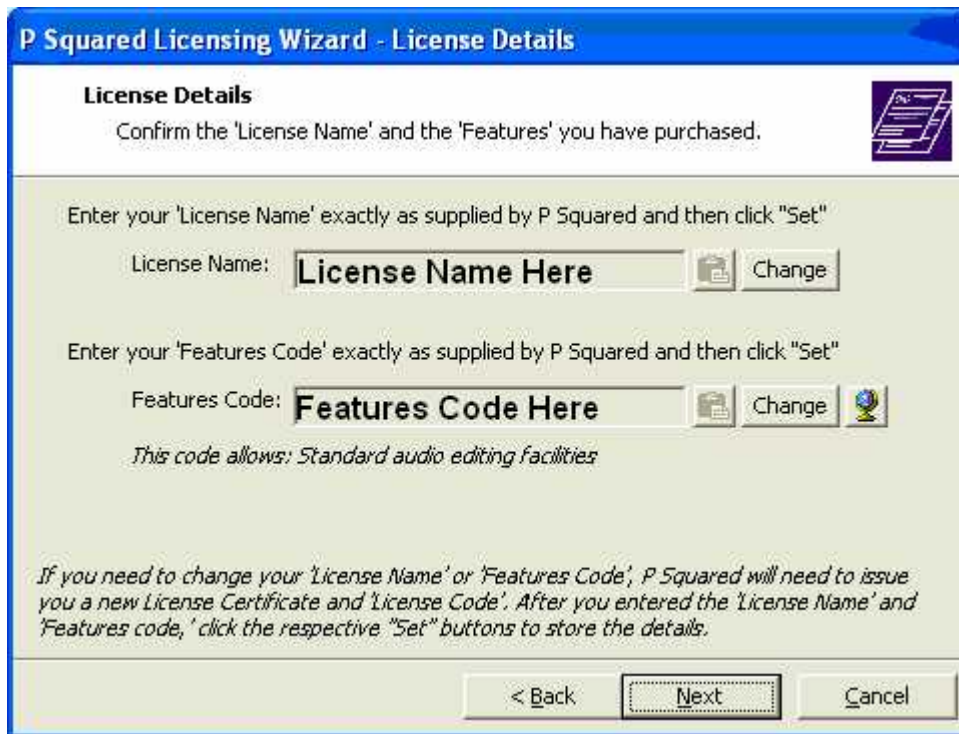 P Squared Licensing Wizard - License Details
License Details
Confirm the 'License Name' and the 'Features' you have purchased.
Enter your 'License Name' exactly as supplied by P Squared and then click "Set"
License Name: License Name Here Change
Enter your 'Features Code' exactly as supplied by P Squared and then click "Set"
Features Code: Features Code Here Change
This code allows: Standard audio editing facilities
If you need to change your 'License Name' or 'Features Code', P Squared will need to issue
you a new License Certificate and 'License Code'. After you entered the 'License Name' and
'Features code,' click the respective "Set" buttons to store the details.
< Back Next Cancel